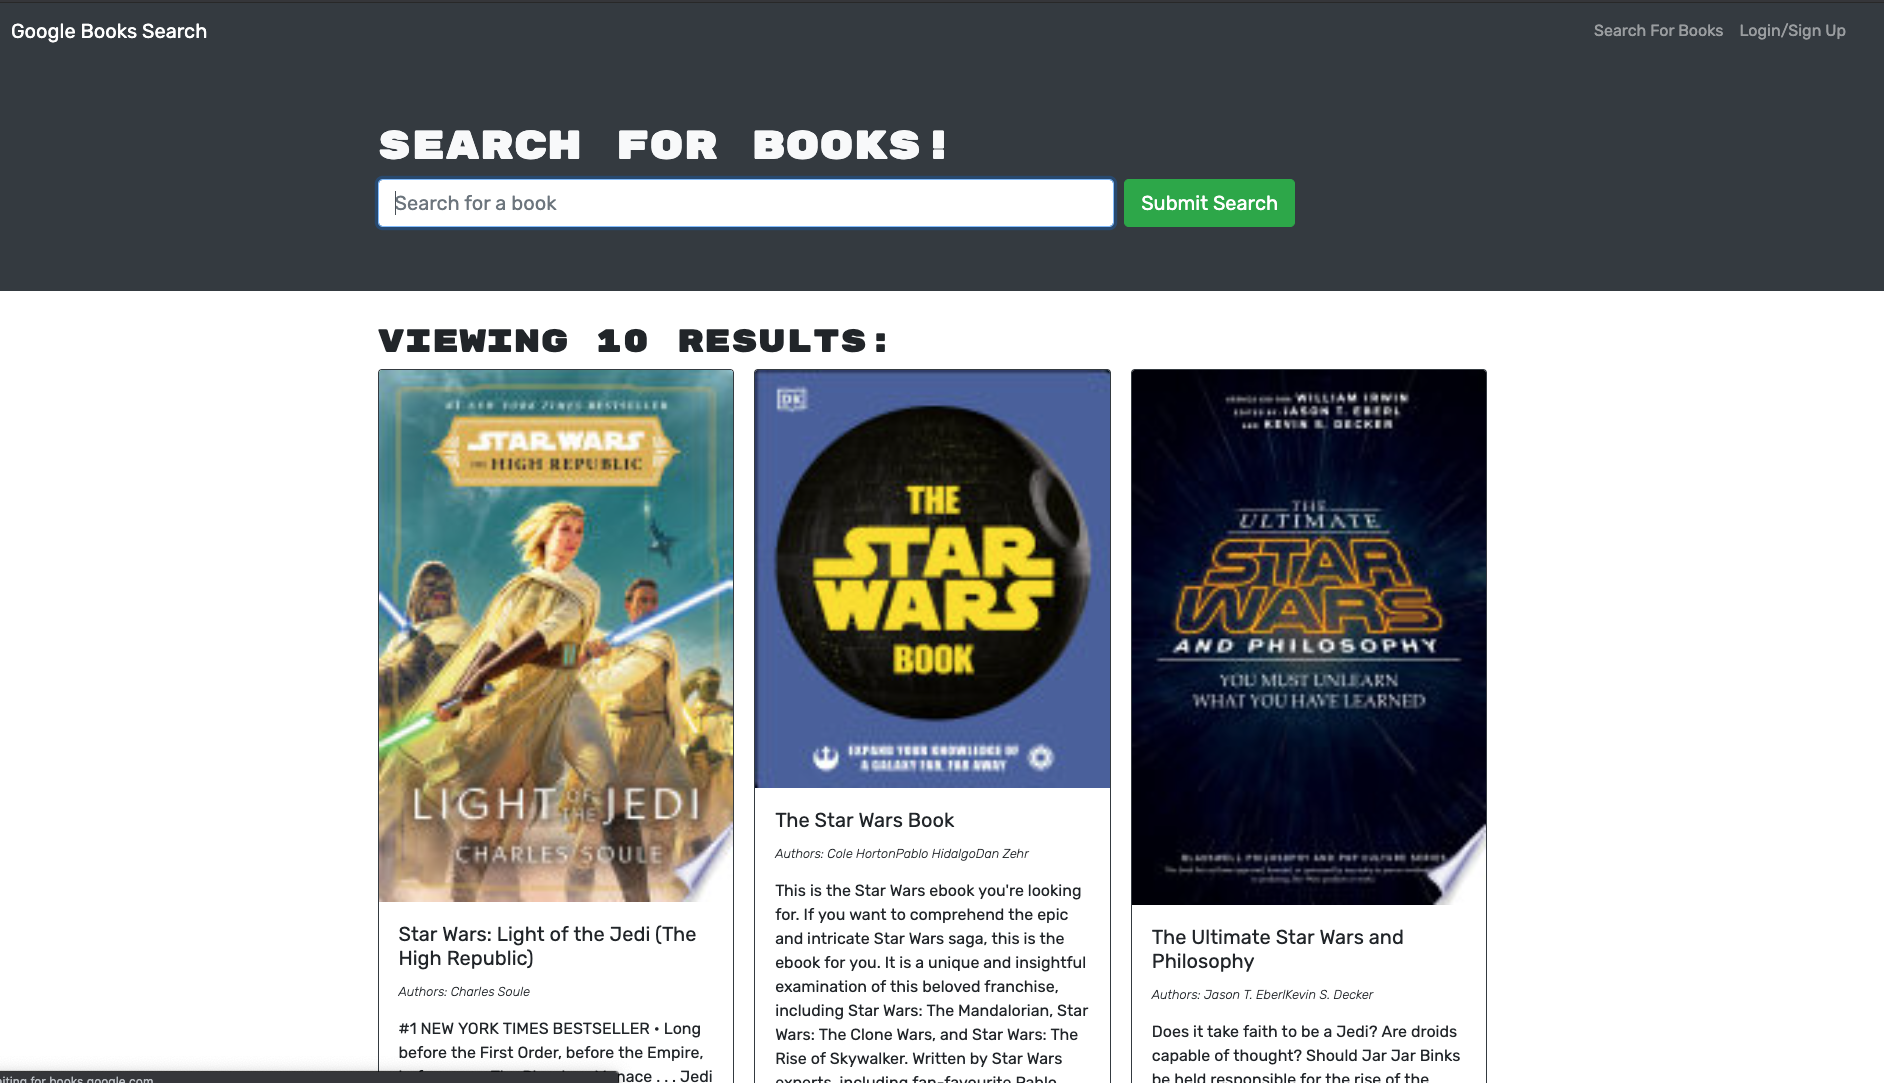 Google Books Search
Search For Books
Login/Sign Up
SEARCH FOR BOOKS!
Search for a book
Submit Search
VIEWING 10 RESULTS:
#1 NEW YORK TIMES BESTSELLER
STAR WARS
THE HIGH REPUBLIC
LIGHT OF THE JEDI
CHARLES SOULE
Star Wars: Light of the Jedi (The
High Republic)
Authors: Charles Soule
#1 NEW YORK TIMES BESTSELLER • Long
before the First Order, before the Empire,
nace . . . Jedi
DK
THE
STAR
WARS
BOOK
EXPAND YOUR KNOWLEDGE OF
A GALAXY FAR, FAR AWAY
The Star Wars Book
Authors: Cole HortonPablo HidalgoDan Zehr
This is the Star Wars ebook you're looking
for. If you want to comprehend the epic
and intricate Star Wars saga, this is the
ebook for you. It is a unique and insightful
examination of this beloved franchise,
including Star Wars: The Mandalorian, Star
Wars: The Clone Wars, and Star Wars: The
Rise of Skywalker. Written by Star Wars
experts, including fan-favourite Pablo
WILLIAM IRWIN
EDITED BY JASON T. EBERL
AND KEVIN S. DECKER
THE
ULTIMATE
STAR
WARS
AND PHILOSOPHY
YOU MUST UNLEARN
WHAT YOU HAVE LEARNED
BLACKWELL PHILOSOPHY AND POP CULTURE SERIES
The Ultimate Star Wars and
Philosophy
Authors: Jason T. EberlKevin S. Decker
Does it take faith to be a Jedi? Are droids
capable of thought? Should Jar Jar Binks
be held responsible for the rise of the
iting for books.google.com